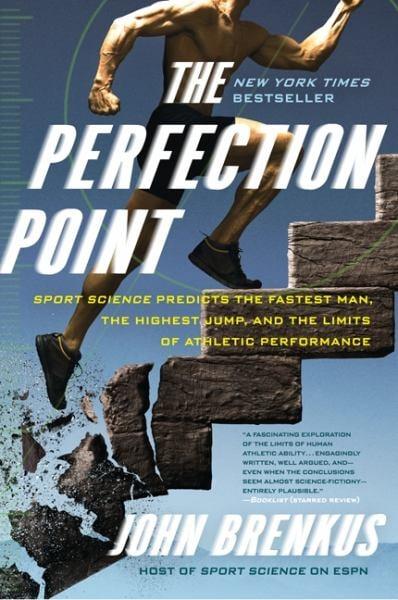 THE
NEW YORK TIMES
BESTSELLER
PERFECTION
POINT
SPORT SCIENCE PREDICTS THE FASTEST MAN,
THE HIGHEST JUMP, AND THE LIMITS
OF ATHLETIC PERFORMANCE
"A FASCINATING EXPLORATION
OF THE LIMITS OF HUMAN
ATHLETIC ABILITY... ENGAGINGLY
WRITTEN, WELL ARGUED, AND—
EVEN WHEN THE CONCLUSIONS
SEEM ALMOST SCIENCE-FICTIONY—
ENTIRELY PLAUSIBLE."
—BOOKLIST (STARRED REVIEW)
JOHN BRENKUS
HOST OF SPORT SCIENCE ON ESPN